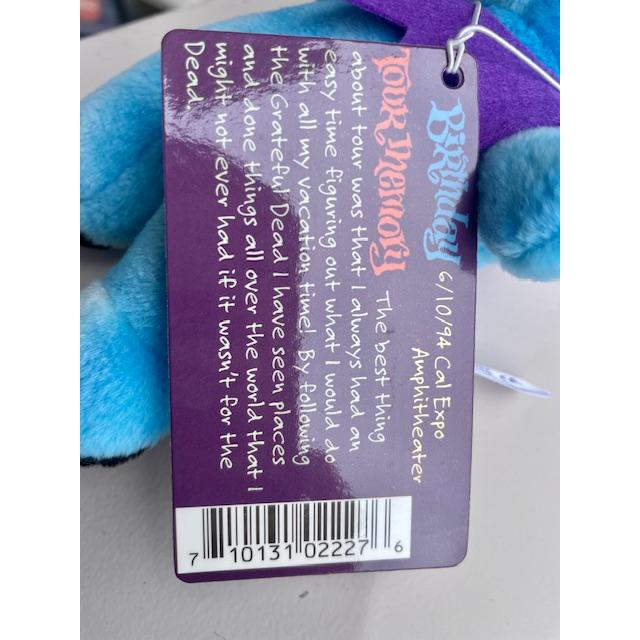 Birthday 6/10/94 Cal Expo
Amphitheater
Tour Memory The best thing
about tour was that I always had an
easy time figuring out what I would do
with all my vacation time! By following
the Grateful Dead I have seen places
and done things all over the world that I
might not ever had if it wasn't for the
Dead.
7 10131 02227 6